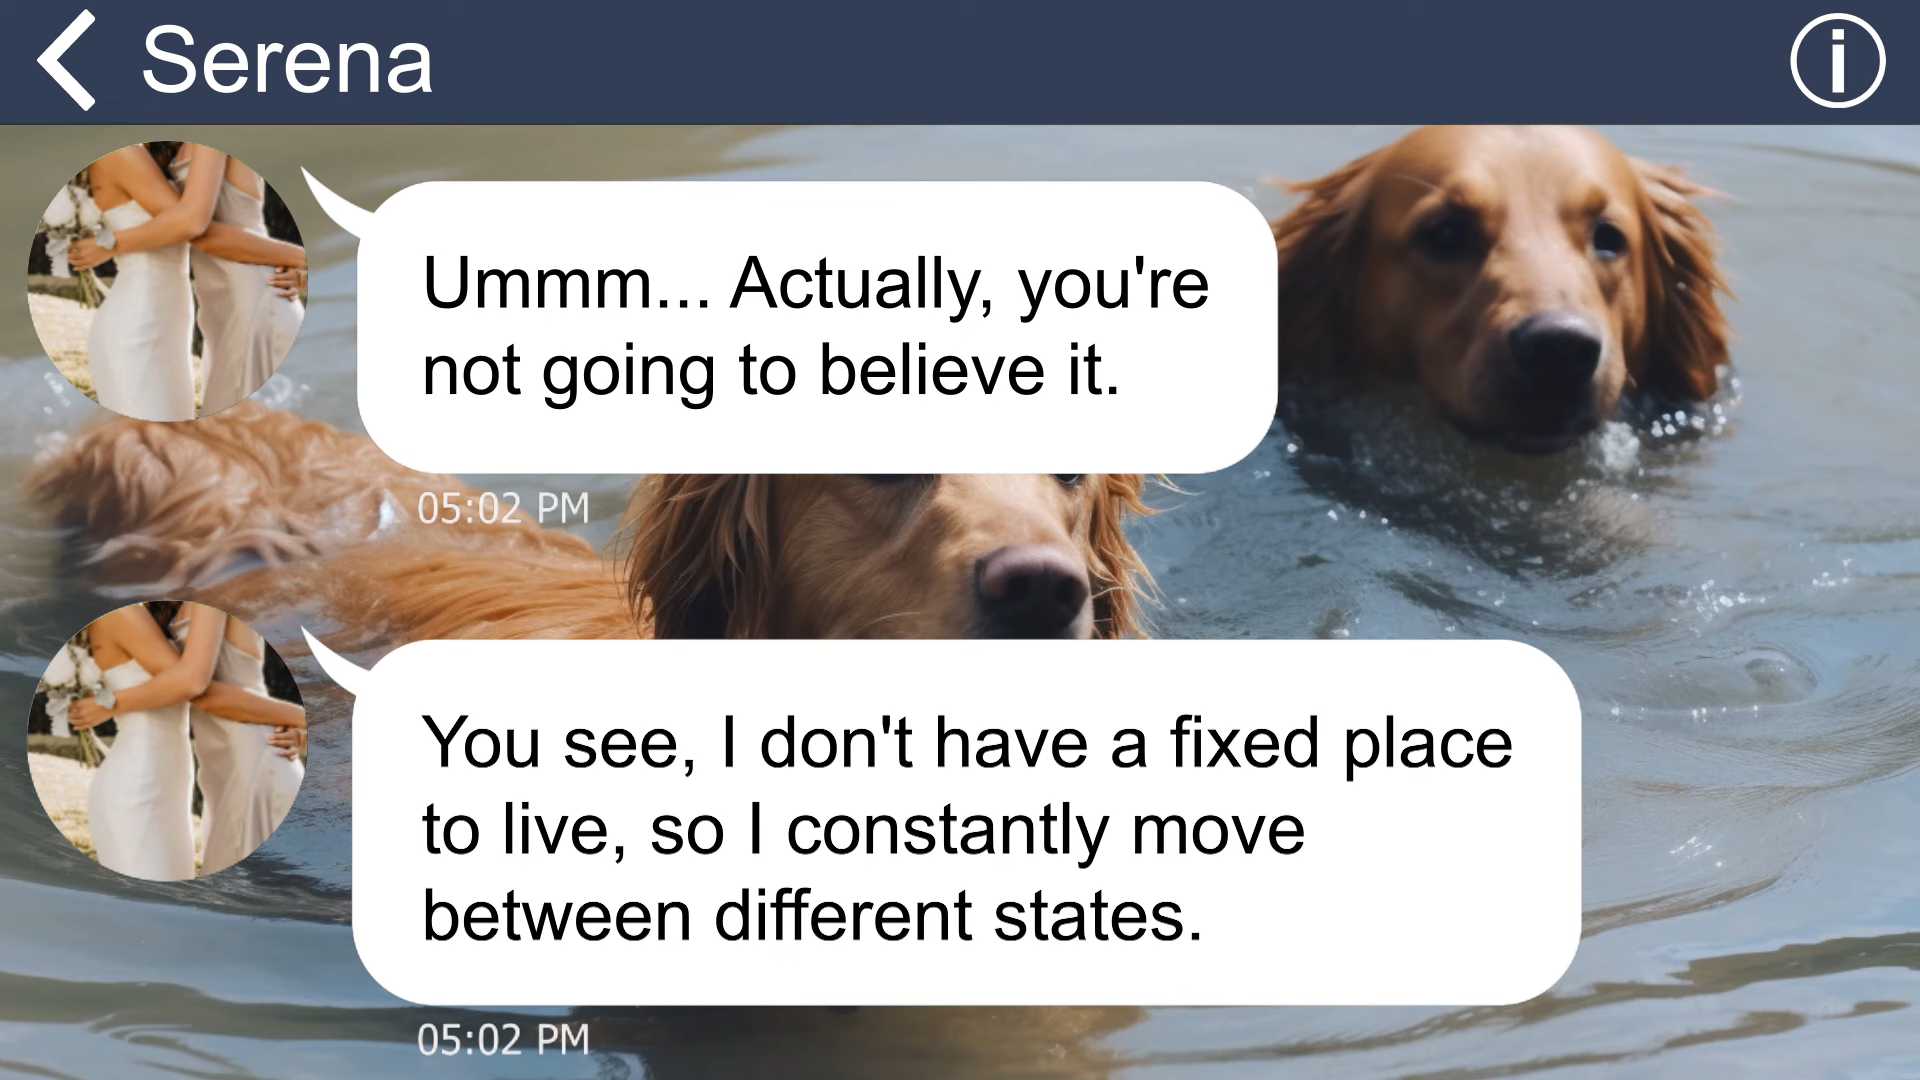 Serena
Ummm... Actually, you're
not going to believe it.
05:02 PM
You see, I don't have a fixed place
to live, so I constantly move
between different states.
05:02 PM